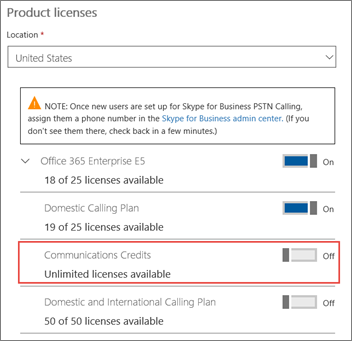 Product licenses
Location *
United States
NOTE: Once new users are set up for Skype for Business PSTN Calling,
assign them a phone number in the Skype for Business admin center. (If you
don't see them there, check back in a few minutes.)
Office 365 Enterprise E5 On
18 of 25 licenses available
Domestic Calling Plan On
19 of 25 licenses available
Communications Credits Off
Unlimited licenses available
Domestic and International Calling Plan Off
50 of 50 licenses available